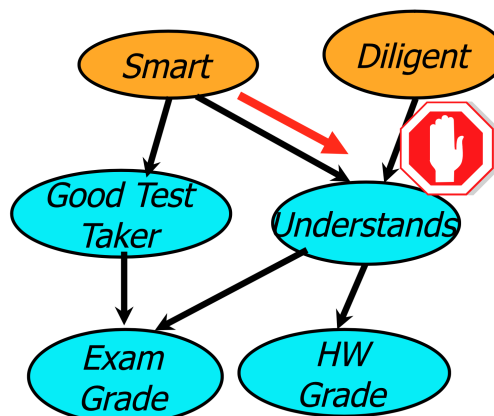 Smart
Diligent
Good Test
Taker
Understands
Exam
Grade
HW
Grade